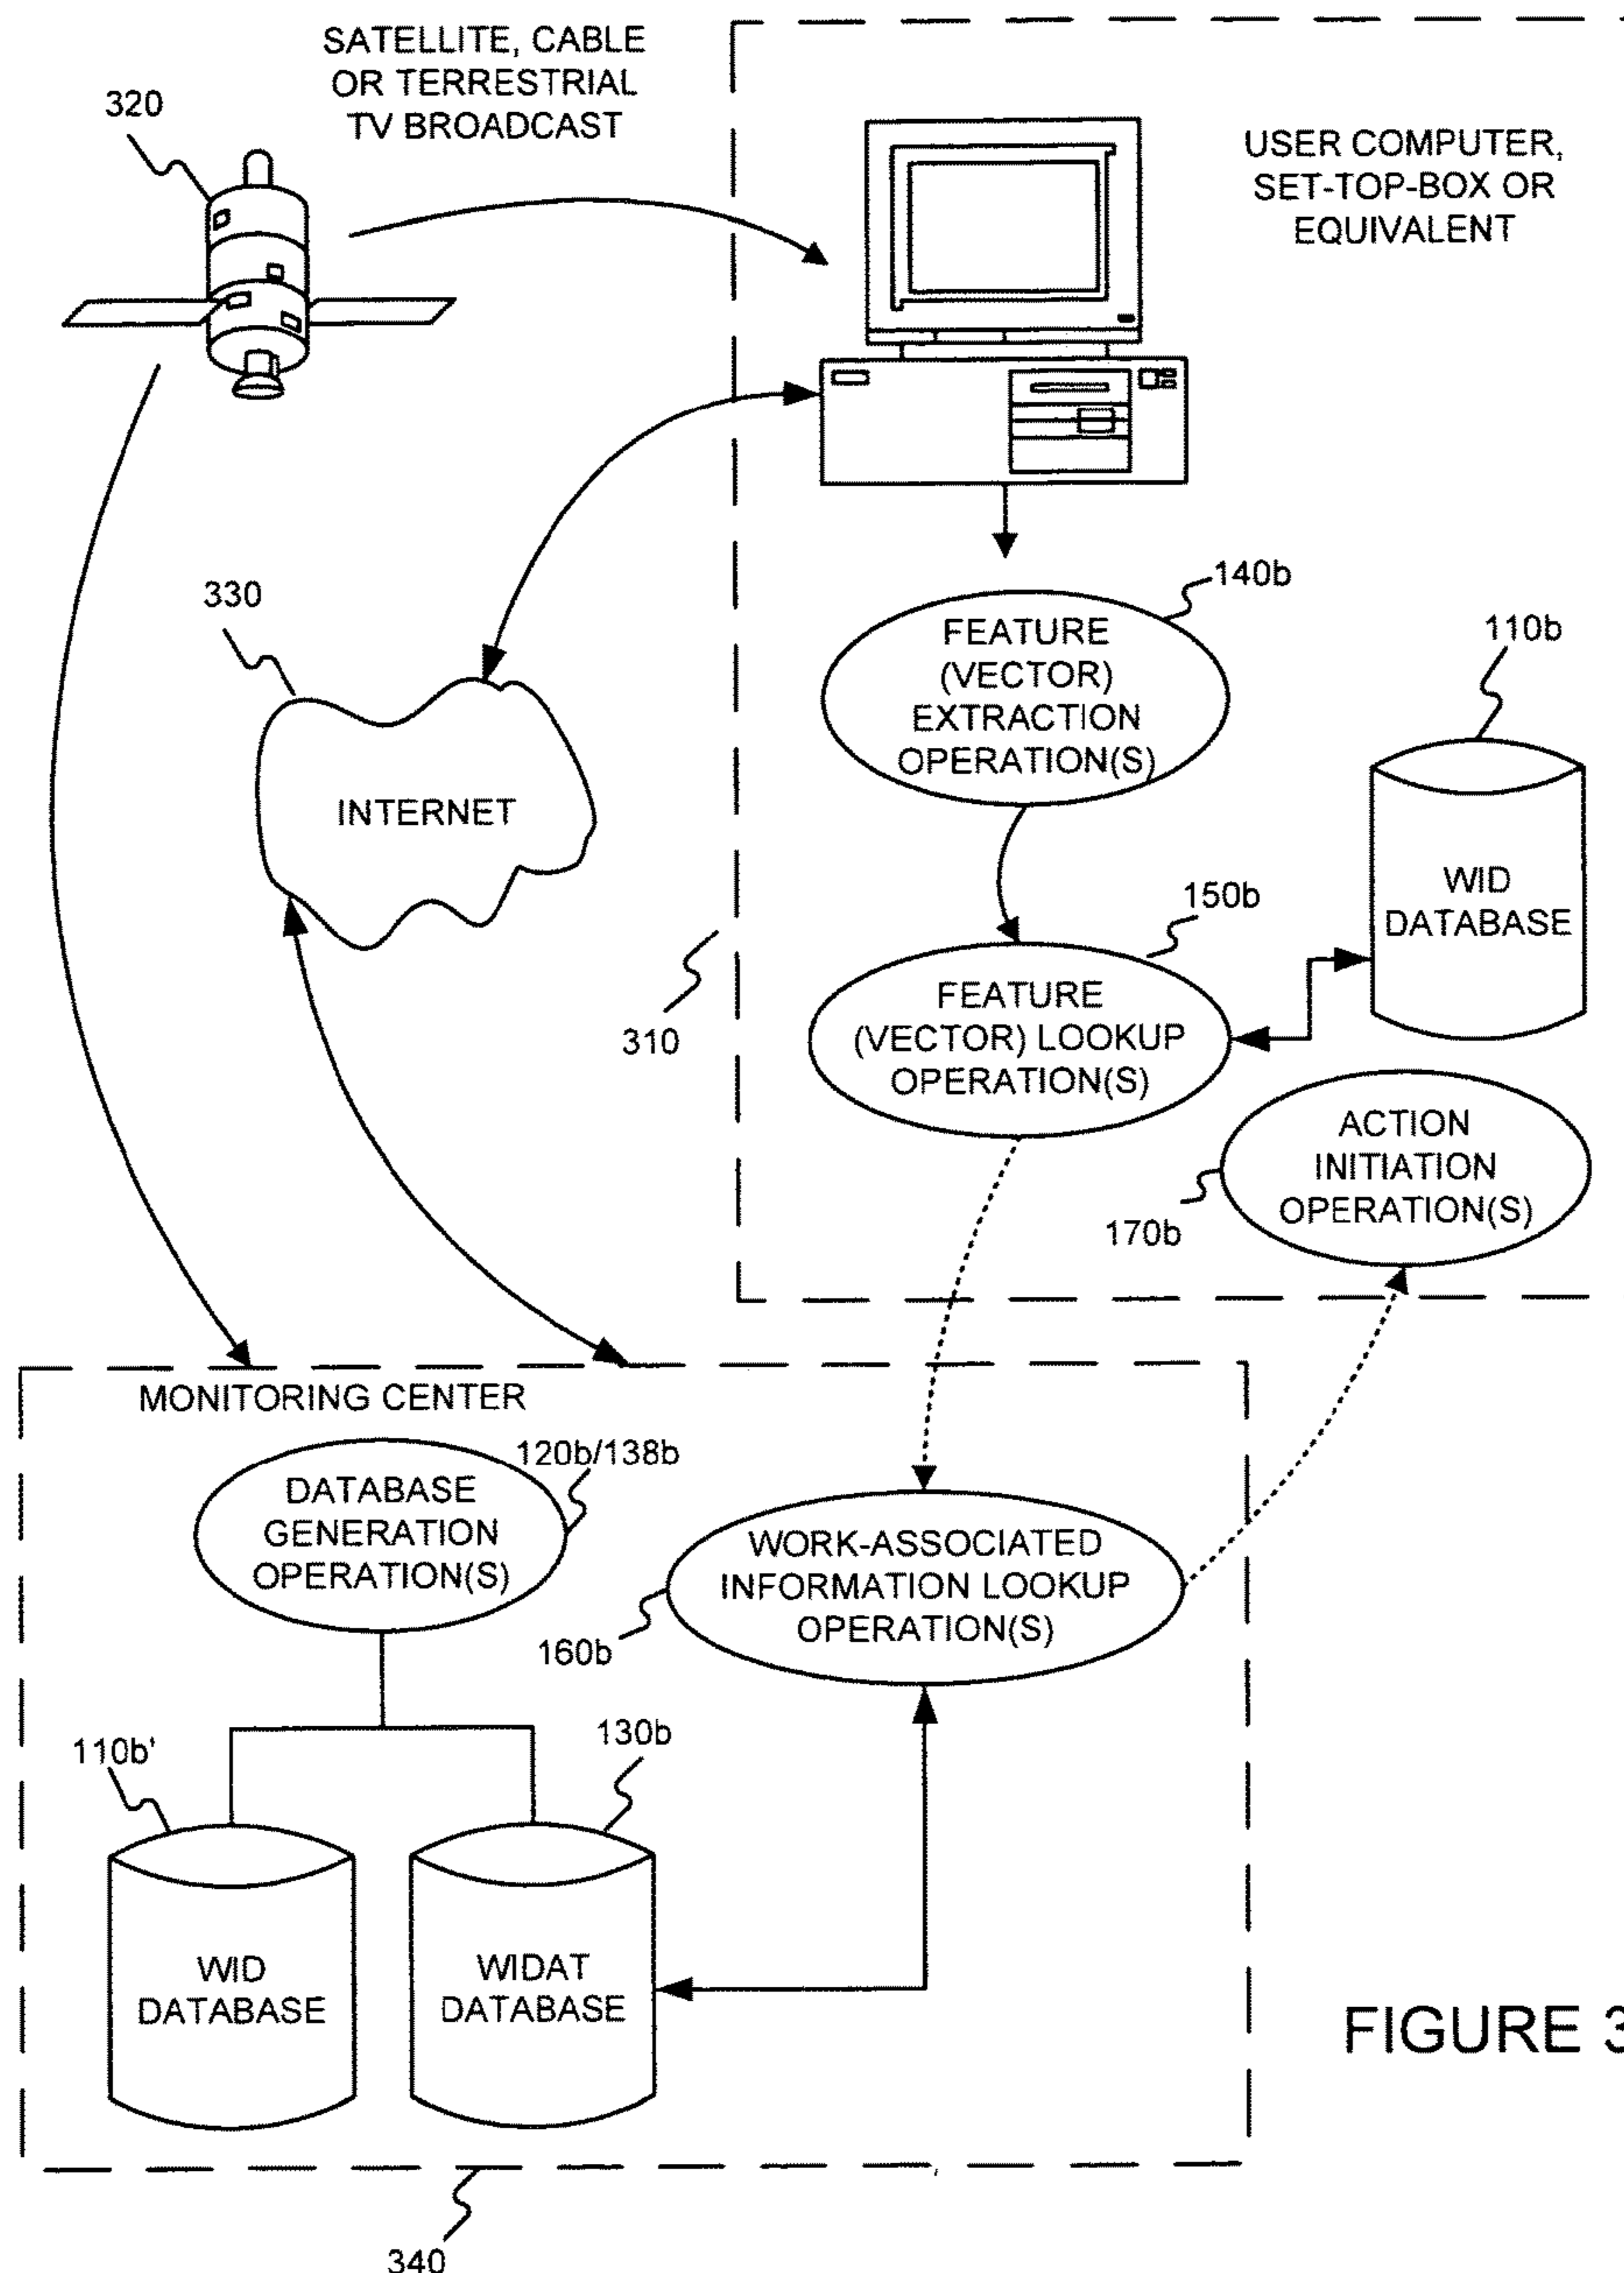 SATELLITE, CABLE
OR TERRESTRIAL
TV BROADCAST
320
USER COMPUTER,
SET-TOP-BOX OR
EQUIVALENT
330
INTERNET
140b
FEATURE
(VECTOR)
EXTRACTION
OPERATION(S)
110b
WID
DATABASE
150b
FEATURE
(VECTOR) LOOKUP
OPERATION(S)
310
ACTION
INITIATION
OPERATION(S)
170b
MONITORING CENTER
120b/138b
DATABASE
GENERATION
OPERATION(S)
WORK-ASSOCIATED
INFORMATION LOOKUP
OPERATION(S)
160b
110b'
130b
WID
DATABASE
WIDAT
DATABASE
FIGURE 3
340